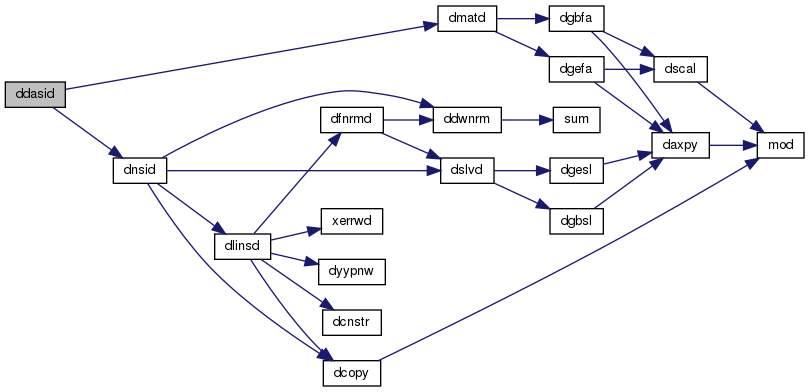 ddasid
dmatd
dgbfa
dgefa
dscal
dfnrmd
ddwnrm
sum
daxpy
mod
dnsid
dslvd
dgesl
dgbsl
dlinsd
xerrwd
dyypnw
dcnstr
dcopy